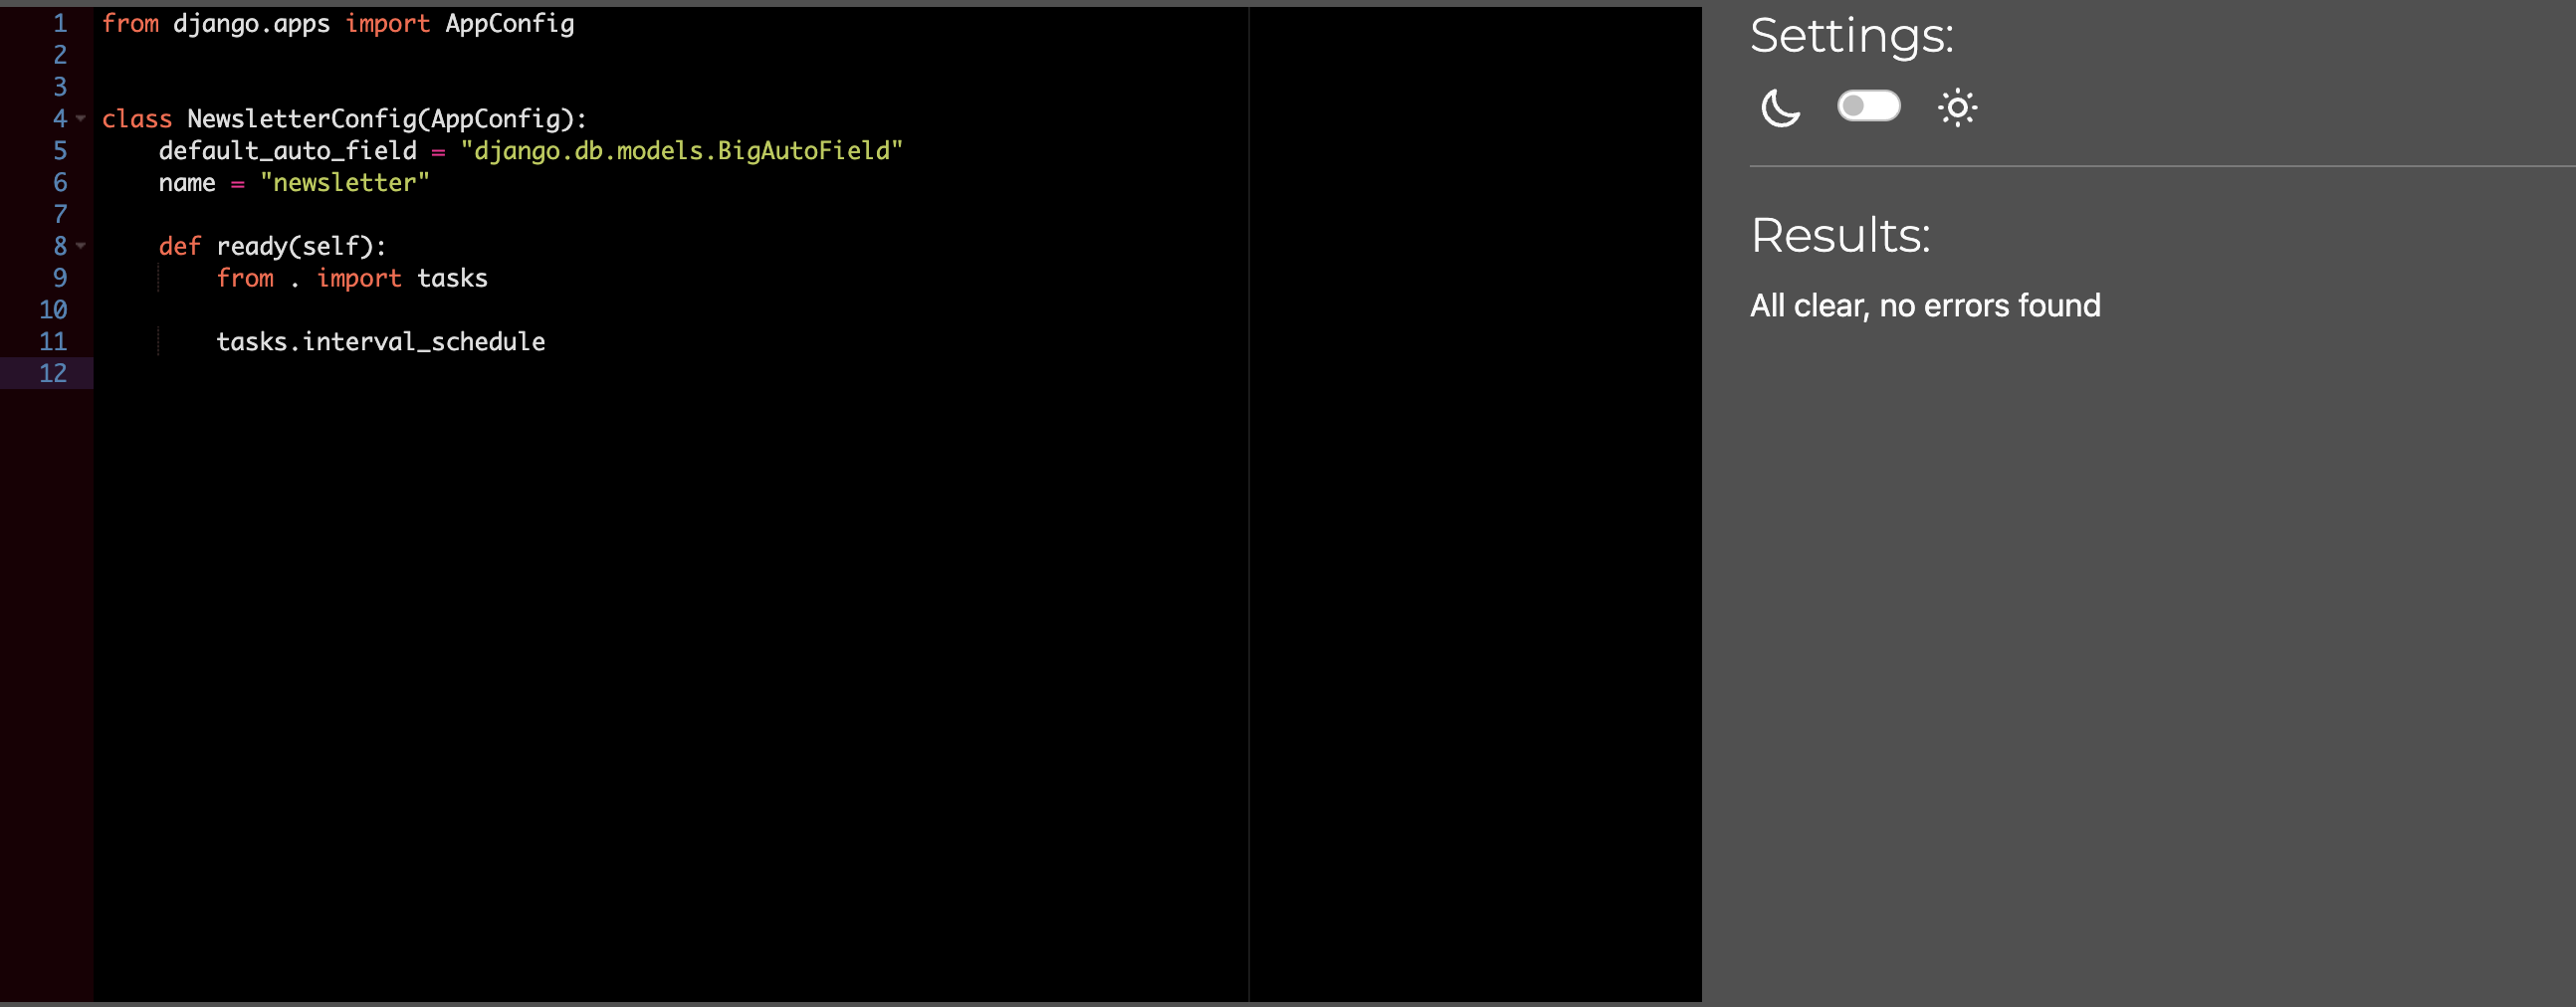 1 from django.apps import AppConfig
2
3
4 class NewsletterConfig(AppConfig):
5     default_auto_field = "django.db.models.BigAutoField"
6     name = "newsletter"
7
8     def ready(self):
9         from . import tasks
10
11         tasks.interval_schedule
12
Settings:
Results:
All clear, no errors found